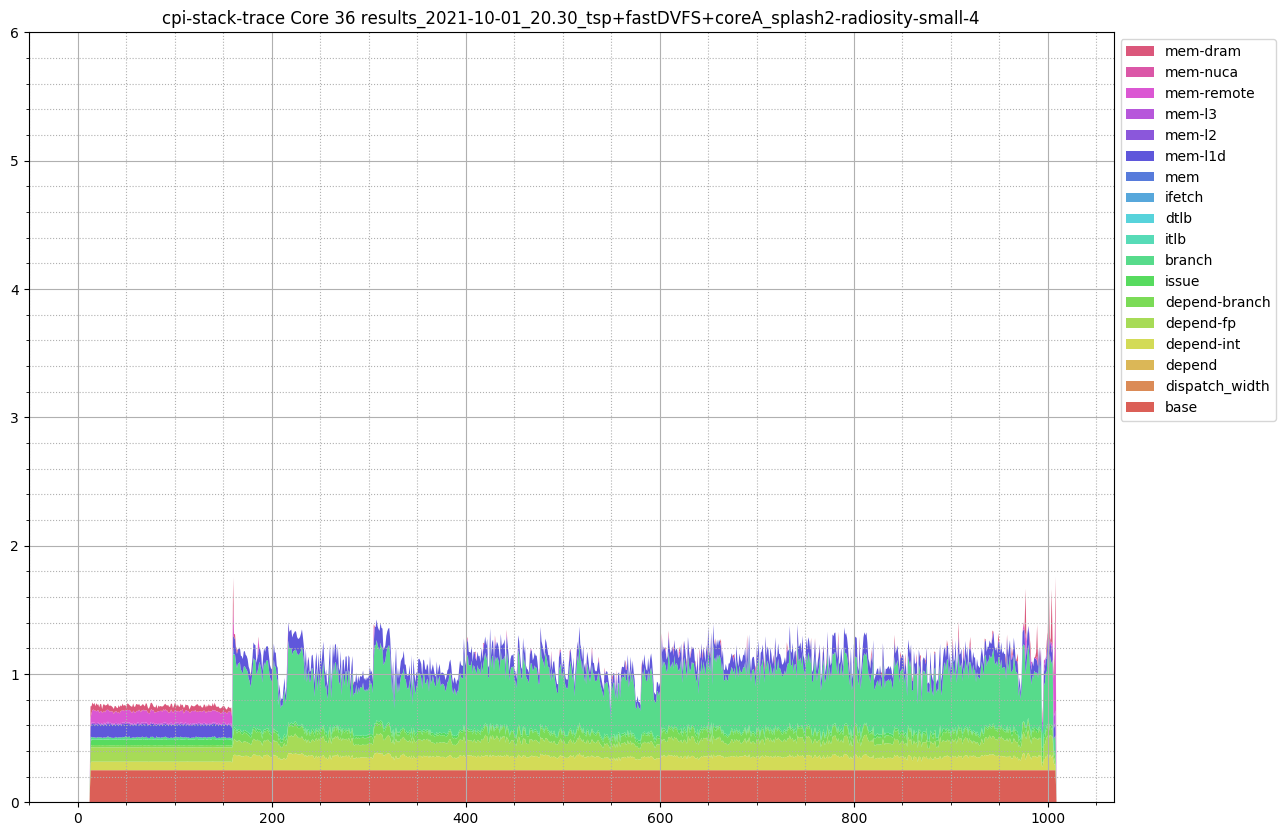 cpi-stack-trace Core 36 results_2021-10-01_20.30_tsp+fastDVFS+coreA_splash2-radiosity-small-4
6
5
4
3
2
1
0
0 200 400 600 800 1000
mem-dram
mem-nuca
mem-remote
mem-l3
mem-l2
mem-l1d
mem
ifetch
dtlb
itlb
branch
issue
depend-branch
depend-fp
depend-int
depend
dispatch_width
base